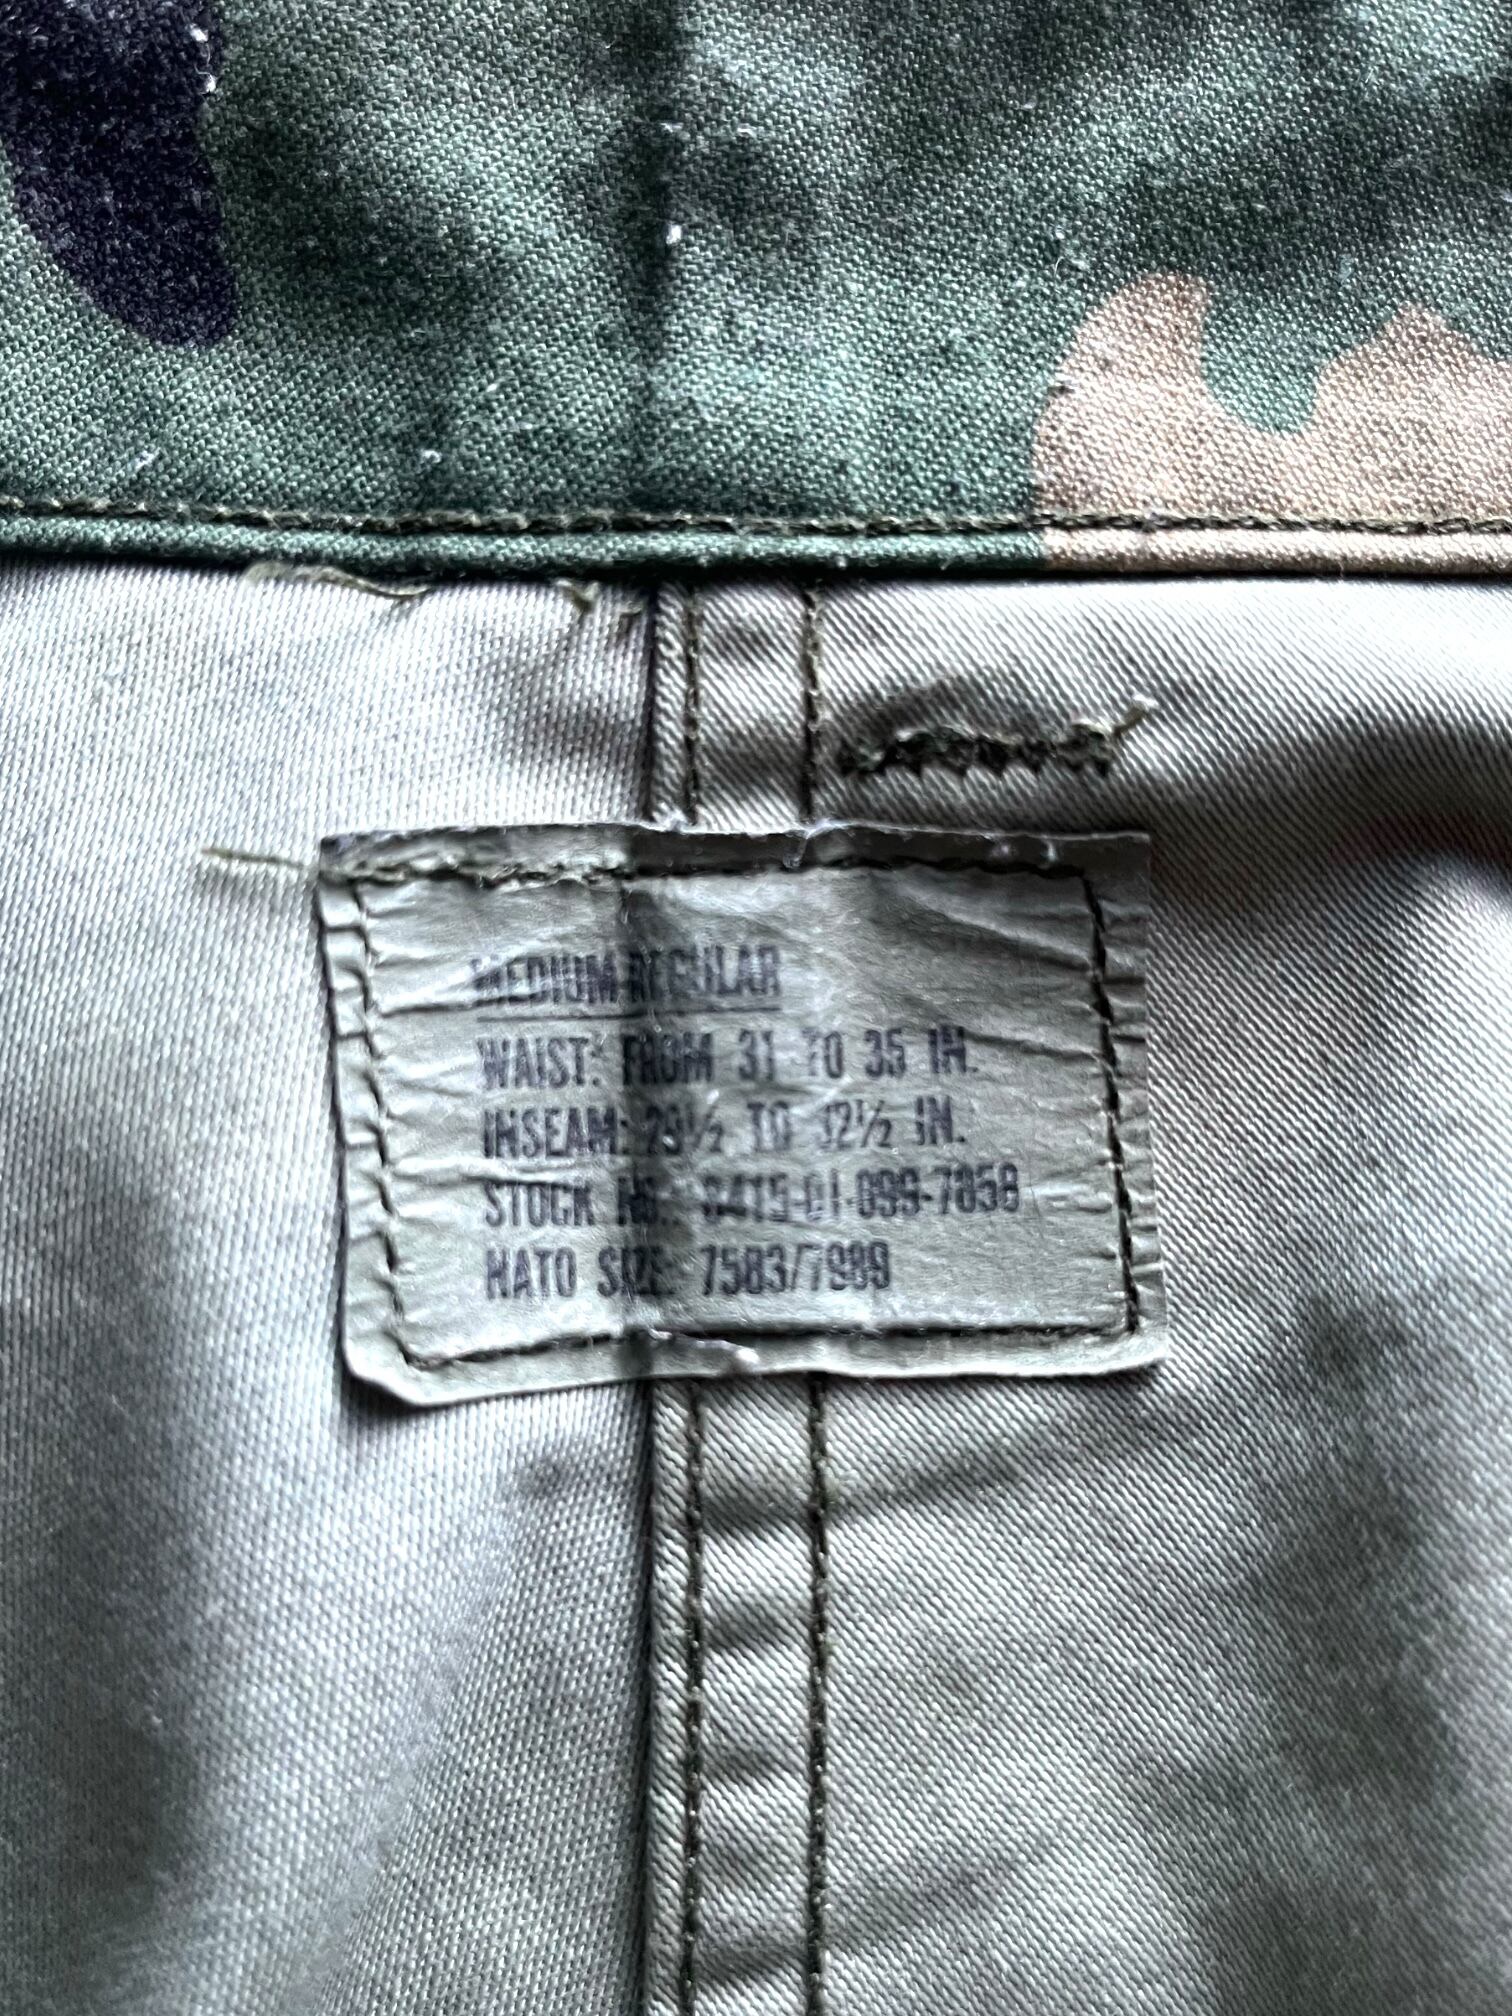 MEDIUM-REGULAR
WAIST: FROM 31 TO 35 IN.
INSEAM: 29½ TO 32½ IN.
STOCK NO.: 8415-01-099-7859
NATO SIZE: 7583/7989